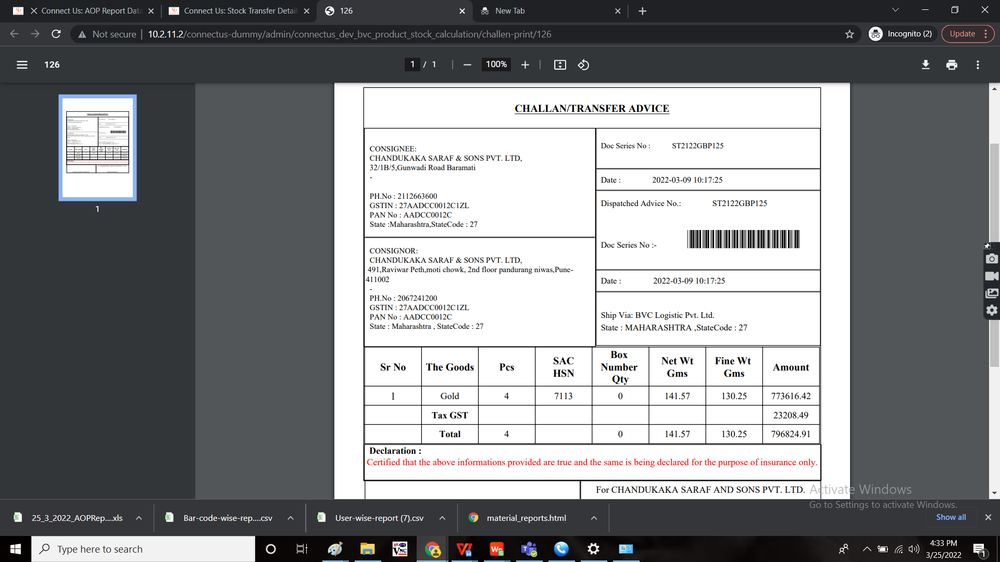 Connect Us: AOP Report Data
Connect Us: Stock Transfer Detail
126
New Tab
Not secure
10.2.11.2/connectus-dummy/admin/connectus_dev_bvc_product_stock_calculation/challen-print/126
Incognito (2)
Update
126
1 / 1
100%
1
CHALLAN/TRANSFER ADVICE
CONSIGNEE:
CHANDUKAKA SARAF & SONS PVT. LTD,
32/1B/5,Gunwadi Road Baramati
-
PH.No : 2112663600
GSTIN : 27AADCC0012C1ZL
PAN No : AADCC0012C
State :Maharashtra,StateCode : 27
CONSIGNOR:
CHANDUKAKA SARAF & SONS PVT. LTD,
491,Raviwar Peth,moti chowk, 2nd floor pandurang niwas,Pune-
411002
-
PH.No : 2067241200
GSTIN : 27AADCC0012C1ZL
PAN No : AADCC0012C
State : Maharashtra , StateCode : 27
Doc Series No : ST2122GBP125
Date : 2022-03-09 10:17:25
Dispatched Advice No.: ST2122GBP125
Doc Series No :-
Date : 2022-03-09 10:17:25
Ship Via: BVC Logistic Pvt. Ltd.
State : MAHARASHTRA ,StateCode : 27
Sr No The Goods Pcs SAC HSN Box Number Qty Net Wt Gms Fine Wt Gms Amount
1 Gold 4 7113 0 141.57 130.25 773616.42
Tax GST 23208.49
Total 4 0 141.57 130.25 796824.91
Declaration :
Certified that the above informations provided are true and the same is being declared for the purpose of insurance only.
For CHANDUKAKA SARAF AND SONS PVT. LTD.
Activate Windows
Go to Settings to activate Windows.
25_3_2022_AOPRep....xls
Bar-code-wise-rep....csv
User-wise-report (7).csv
material_reports.html
Show all
Type here to search
4:33 PM
3/25/2022
1